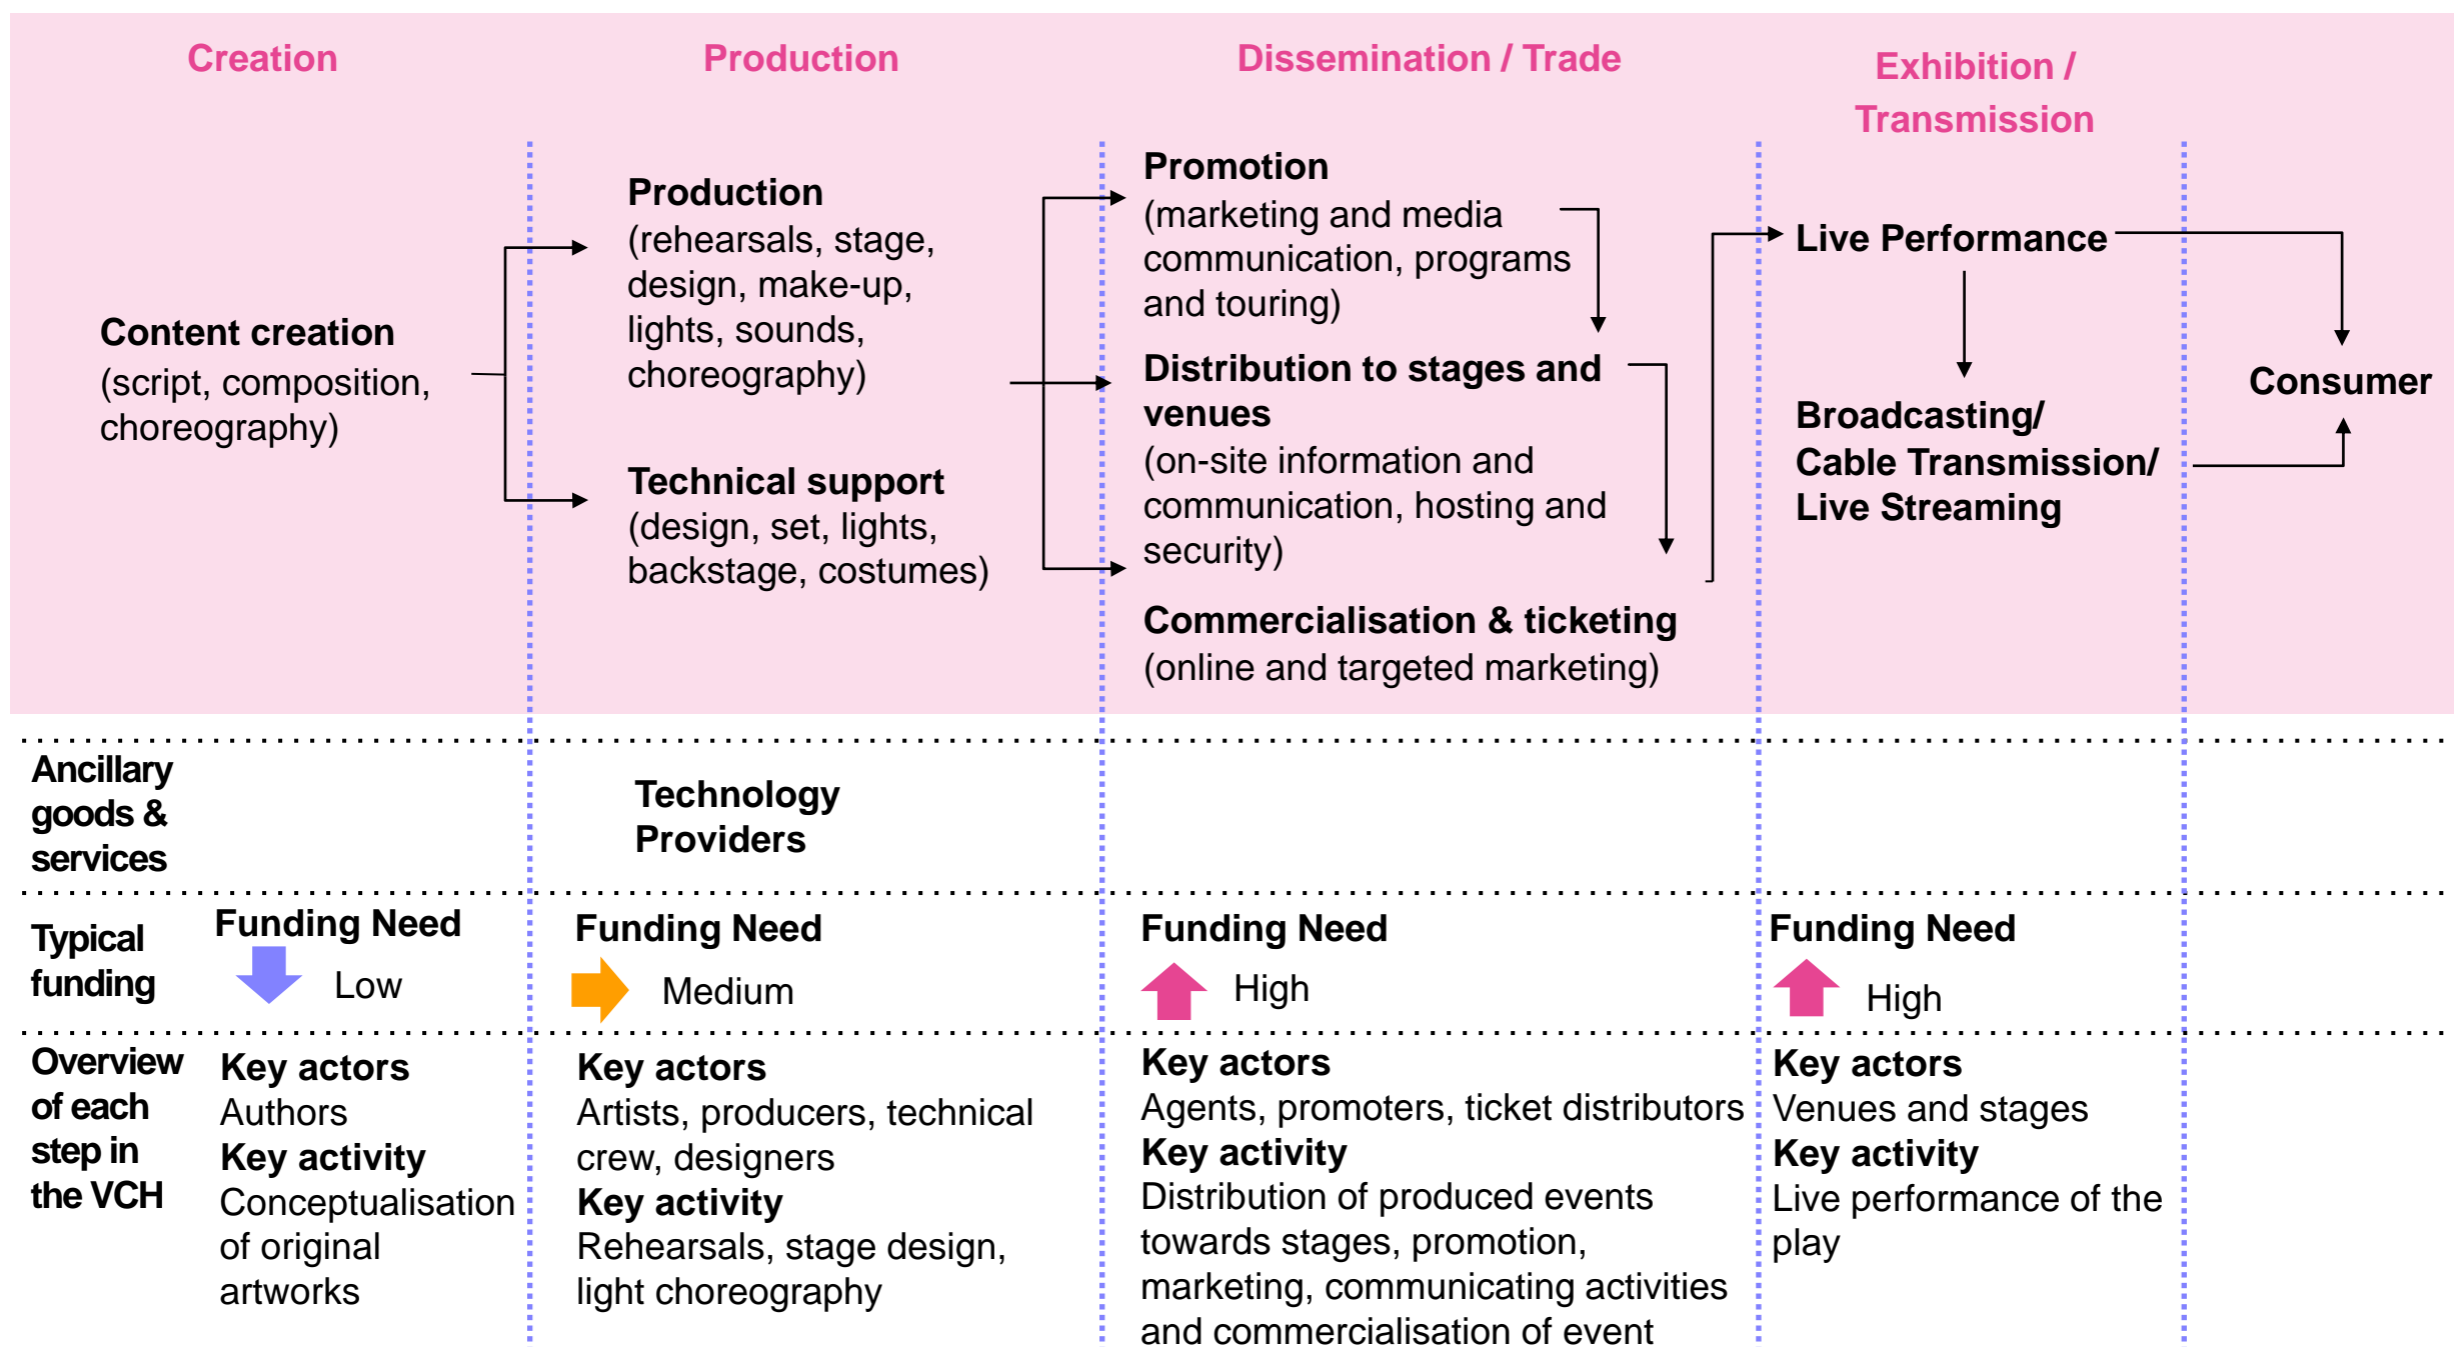 Creation
Production
Dissemination / Trade
Exhibition /
Transmission
Content creation
(script, composition,
choreography)
Production
(rehearsals, stage,
design, make-up,
lights, sounds,
choreography)
Technical support
(design, set, lights,
backstage, costumes)
Promotion
(marketing and media
communication, programs
and touring)
Distribution to stages and
venues
(on-site information and
communication, hosting and
security)
Commercialisation & ticketing
(online and targeted marketing)
Live Performance
Broadcasting/
Cable Transmission/
Live Streaming
Consumer
Ancillary
goods &
services
Technology
Providers
Typical
funding
Funding Need
Low
Funding Need
Medium
Funding Need
High
Funding Need
High
Overview
of each
step in
the VCH
Key actors
Authors
Key activity
Conceptualisation
of original
artworks
Key actors
Artists, producers, technical
crew, designers
Key activity
Rehearsals, stage design,
light choreography
Key actors
Agents, promoters, ticket distributors
Key activity
Distribution of produced events
towards stages, promotion,
marketing, communicating activities
and commercialisation of event
Key actors
Venues and stages
Key activity
Live performance of the
play